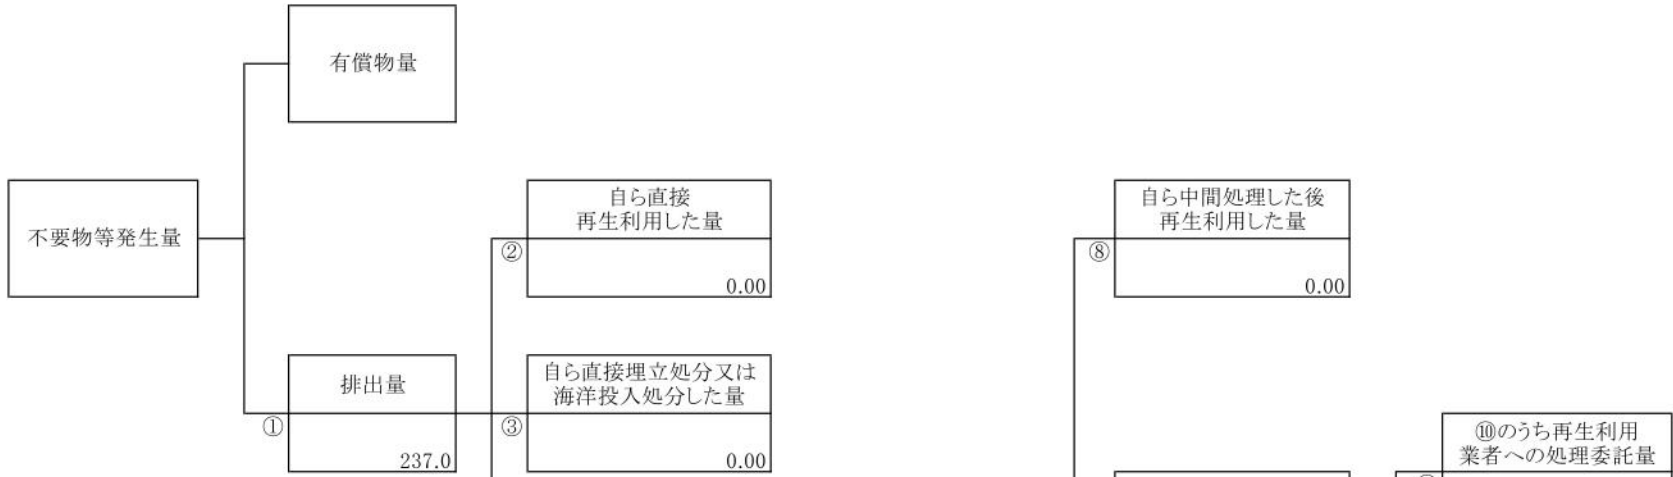 有償物量
不要物等発生量
自ら直接
再生利用した量
②
0.00
自ら中間処理した後
再生利用した量
⑧
0.00
排出量
①
237.0
自ら直接埋立処分又は
海洋投入処分した量
③
0.00
⑩のうち再生利用
業者への処理委託量